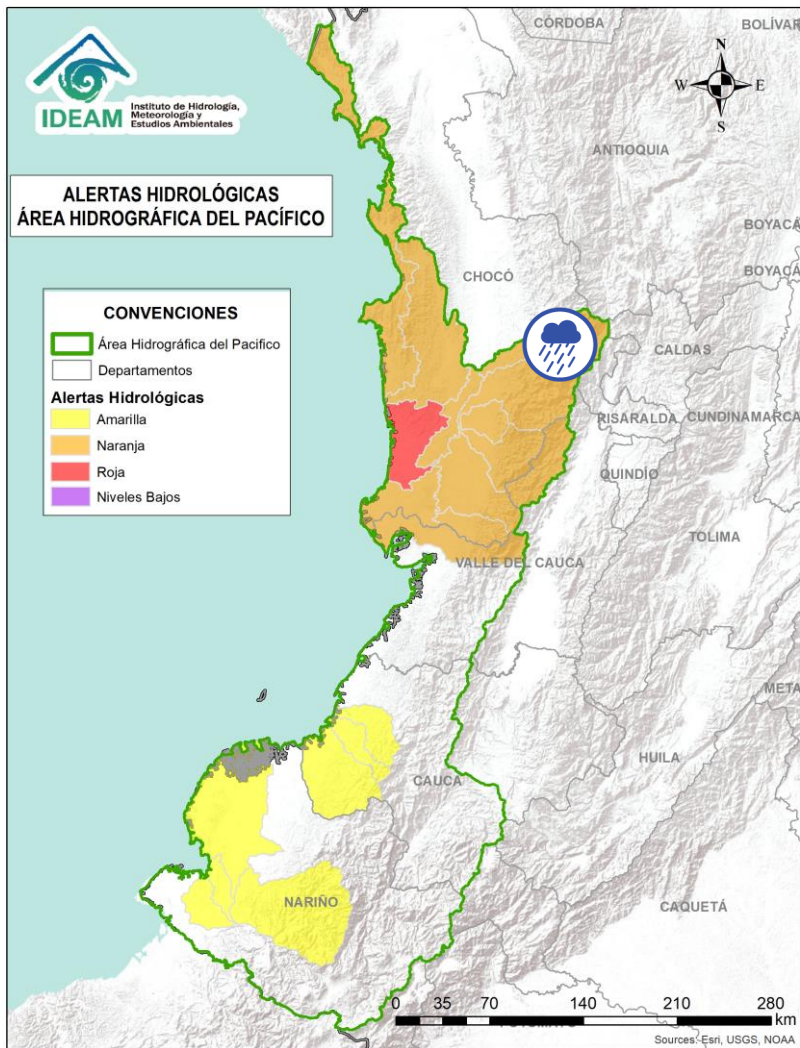 CÓRDOBA
BOLÍVAR
IDEAM
Instituto de Hidrología,
Meteorología y
Estudios Ambientales
N
W
E
S
ANTIOQUIA
ALERTAS HIDROLÓGICAS
ÁREA HIDROGRÁFICA DEL PACÍFICO
BOYACÁ
BOYACÁ
CHOCÓ
CONVENCIONES
Área Hidrográfica del Pacifico
Departamentos
Alertas Hidrológicas
Amarilla
Naranja
Roja
Niveles Bajos
CALDAS
RISARALDA
CUNDINAMARCA
QUINDÍO
TOLIMA
VALLE DEL CAUCA
META
HUILA
CAUCA
NARIÑO
CAQUETÁ
0 35 70 140 210 280
km
Sources: Esri, USGS, NOAA